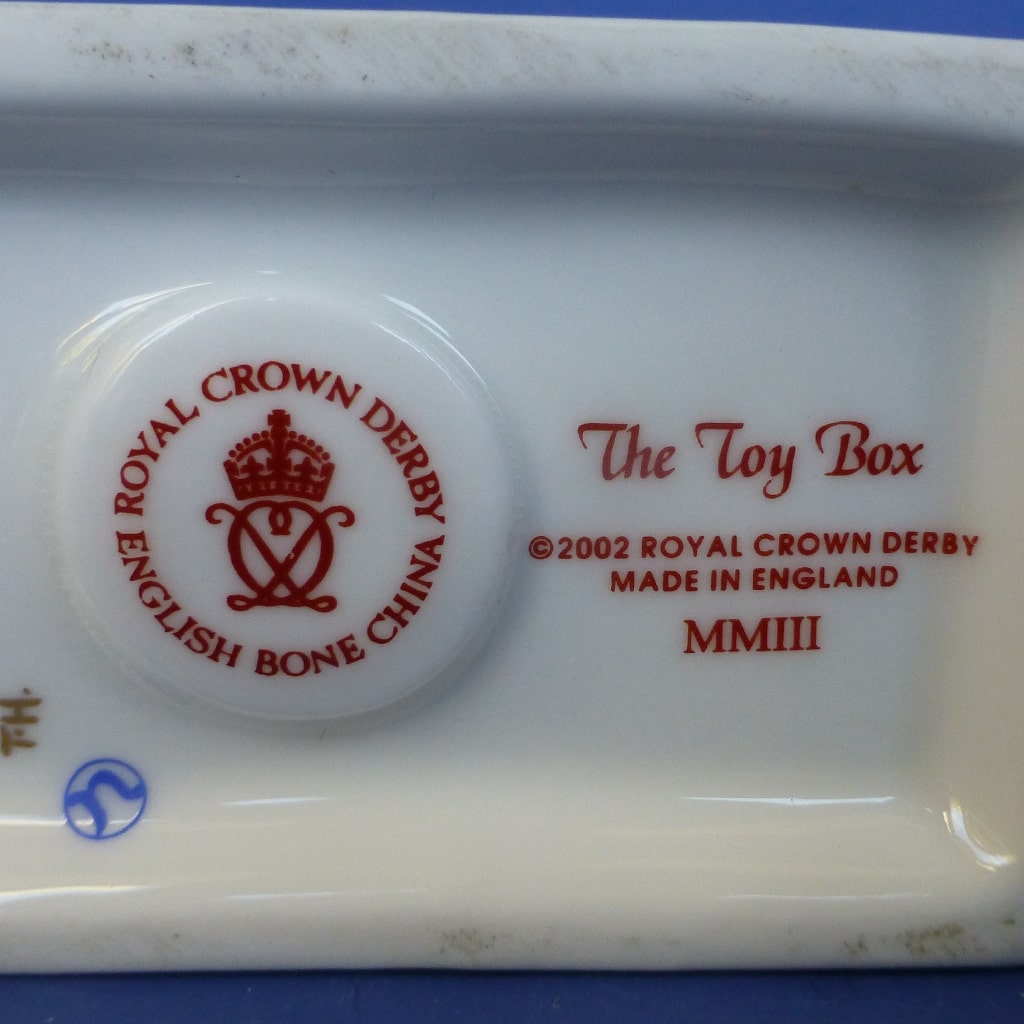 ROYAL CROWN DERBY
ENGLISH BONE CHINA
The Toy Box
©2002 ROYAL CROWN DERBY
MADE IN ENGLAND
MMIII
T.H.